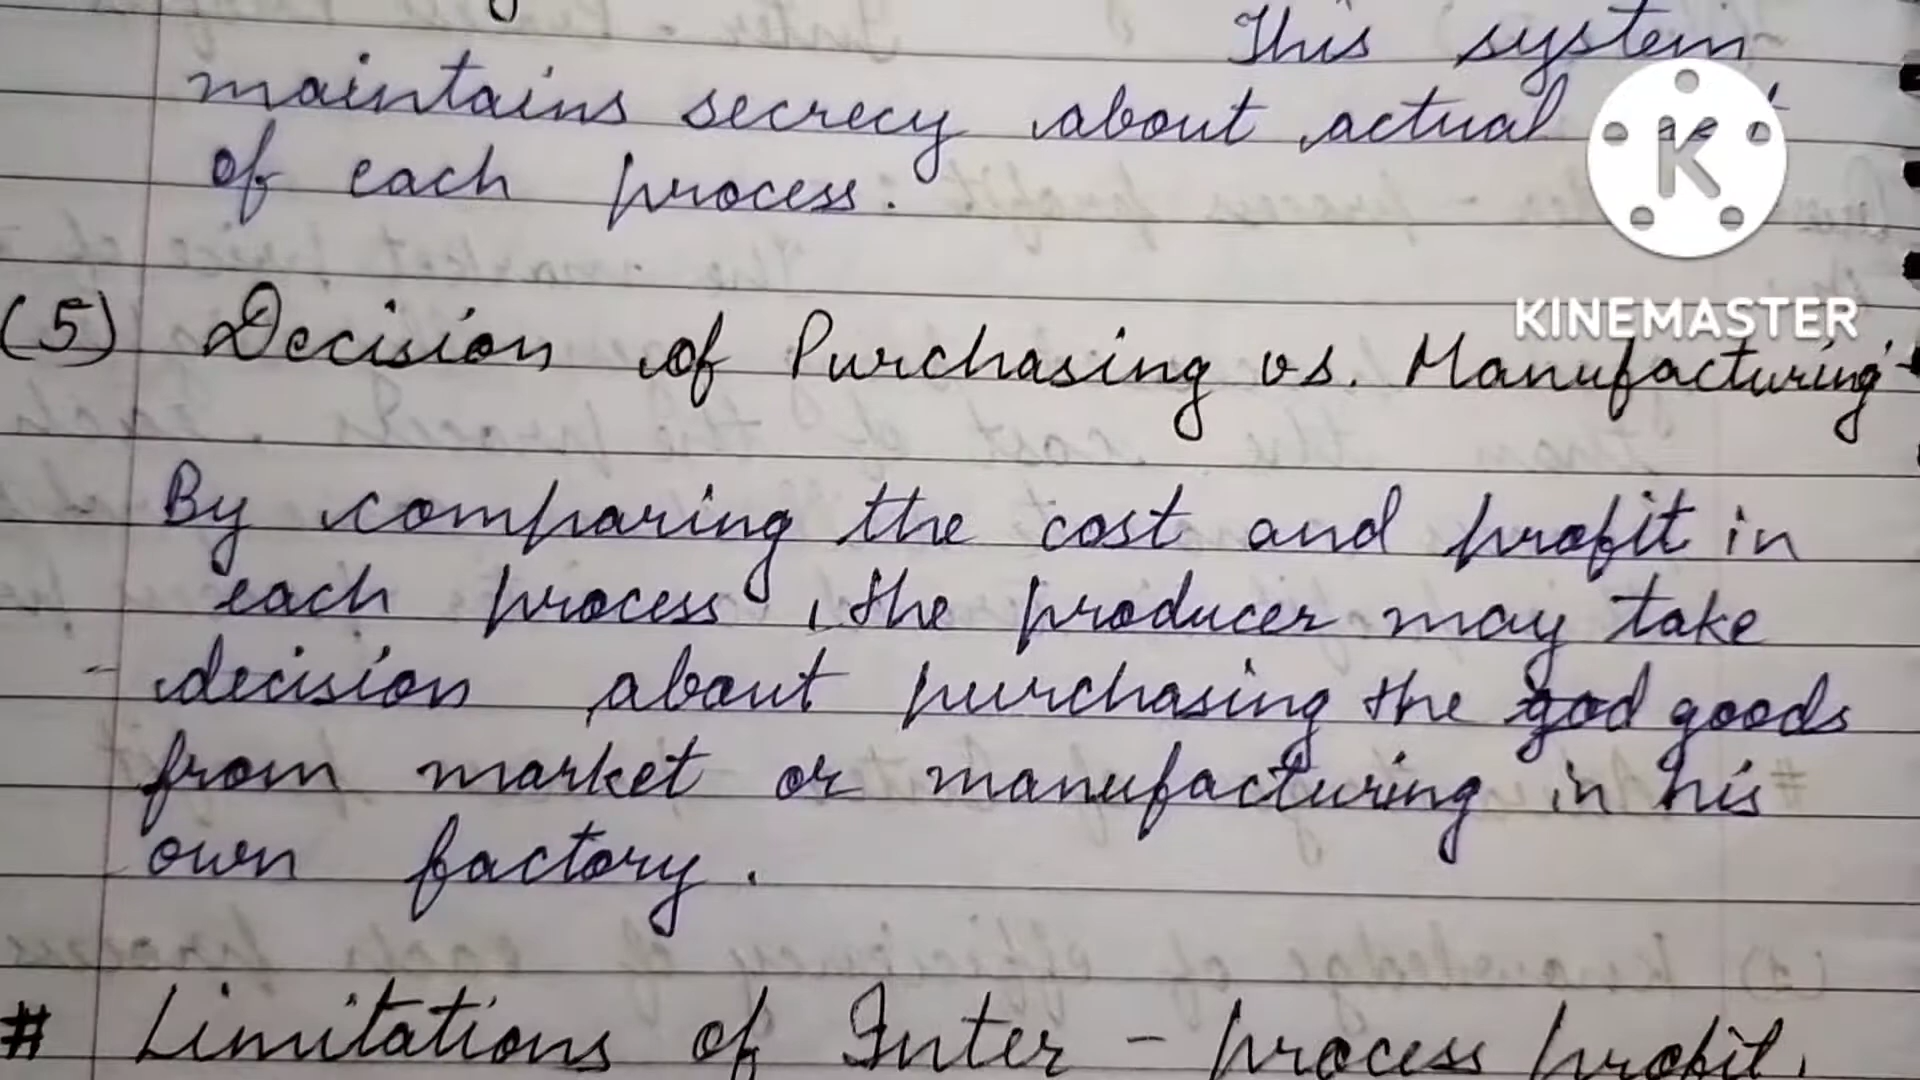 This system
maintains secrecy about actual
of each process.
KINEMASTER
(5) Decision of Purchasing vs. Manufacturing-
By comparing the cost and profit in
each process, the producer may take
decision about purchasing the god goods
from market or manufacturing in his
own factory.
# Limitations of Inter - process profit.